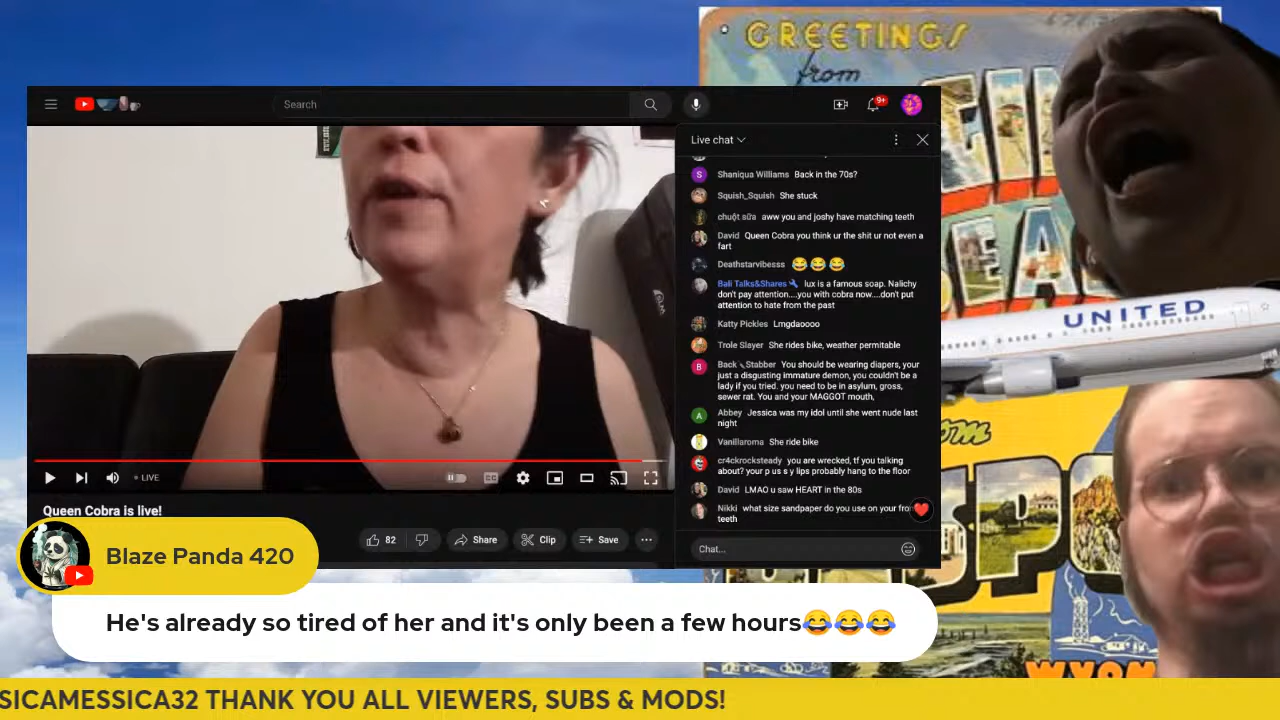 GREETINGS
from
Search
9+
Live chat
Shaniqua Williams Back in the 70s?
Squish_Squish She stuck
chuột sữa aww you and joshy have matching teeth
David Queen Cobra you think ur the shit ur not even a
fart
Deathstarvibesss 😂😂😂
Bali Talks&Shares lux is a famous soap. Nalichy
don't pay attention....you with cobra now....don't put
attention to hate from the past
Katty Pickles Lmgdaoooo
Trole Slayer She rides bike, weather permitable
Back🔪Stabber You should be wearing diapers, your
just a disgusting immature demon, you couldn't be a
lady if you tried. you need to be in asylum, gross,
sewer rat. You and your MAGGOT mouth,
Abbey Jessica was my idol until she went nude last
night
Vanillaroma She ride bike
cr4ckrocksteady you are wrecked, tf you talking
about? your p us s y lips probably hang to the floor
David LMAO u saw HEART in the 80s
Nikki what size sandpaper do you use on your fro
teeth
Chat...
UNITED
LIVE
CC
Queen Cobra is live!
82
Share
Clip
Save
Blaze Panda 420
He's already so tired of her and it's only been a few hours😂😂😂
WYOM
SICAMESSICA32 THANK YOU ALL VIEWERS, SUBS & MODS!